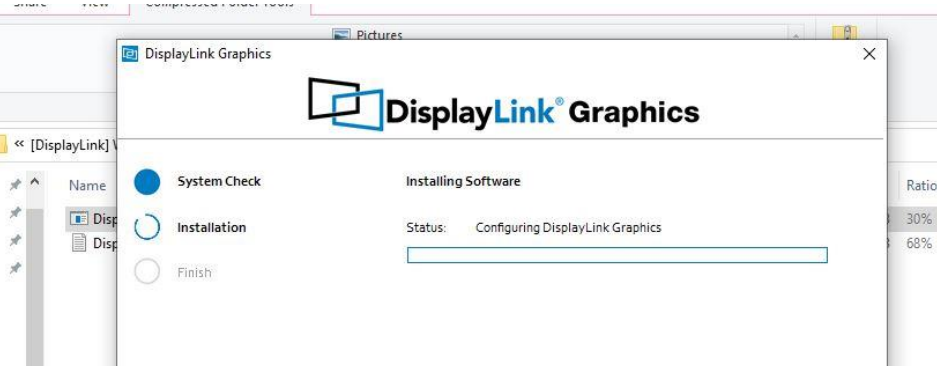 Share View Compressed Folder Tools
Pictures
DisplayLink Graphics
DisplayLink® Graphics
« [DisplayLink]
Name
Ratio
System Check
Installing Software
Disp
30%
Installation
Status: Configuring DisplayLink Graphics
Disp
68%
Finish